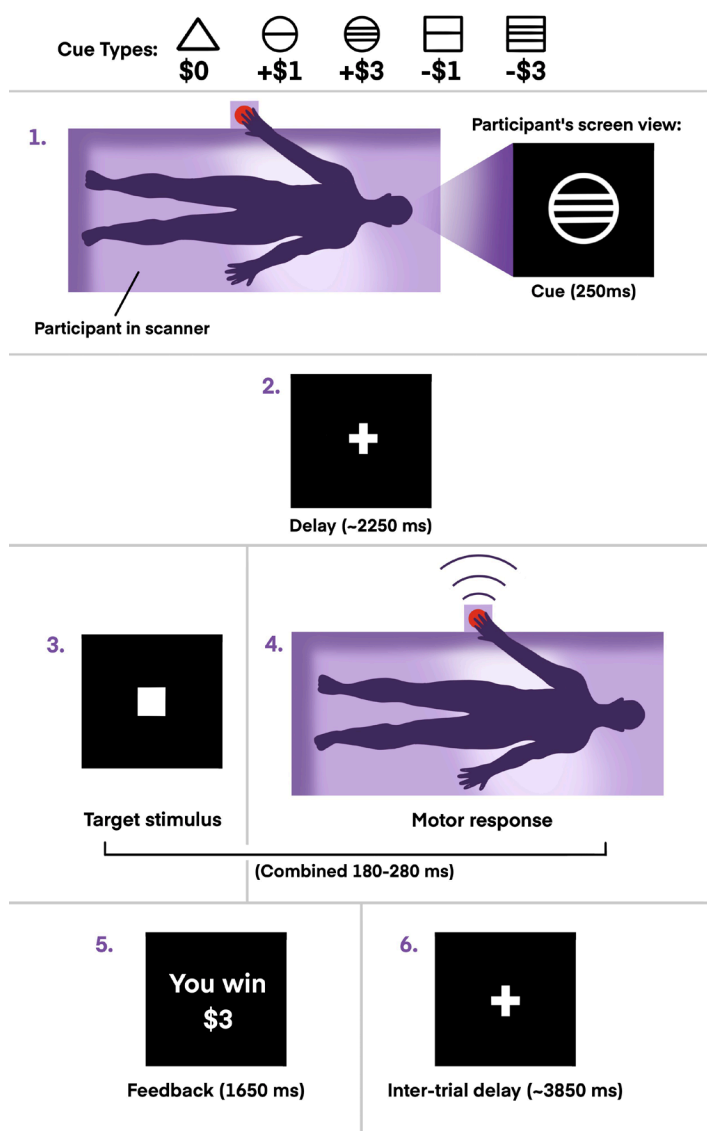 Cue Types:
$0 +$1 +$3 -$1 -$3
1.
Participant's screen view:
Cue (250ms)
Participant in scanner
2.
Delay (~2250 ms)
3.
4.
Target stimulus
Motor response
(Combined 180-280 ms)
5.
You win
$3
Feedback (1650 ms)
6.
Inter-trial delay (~3850 ms)